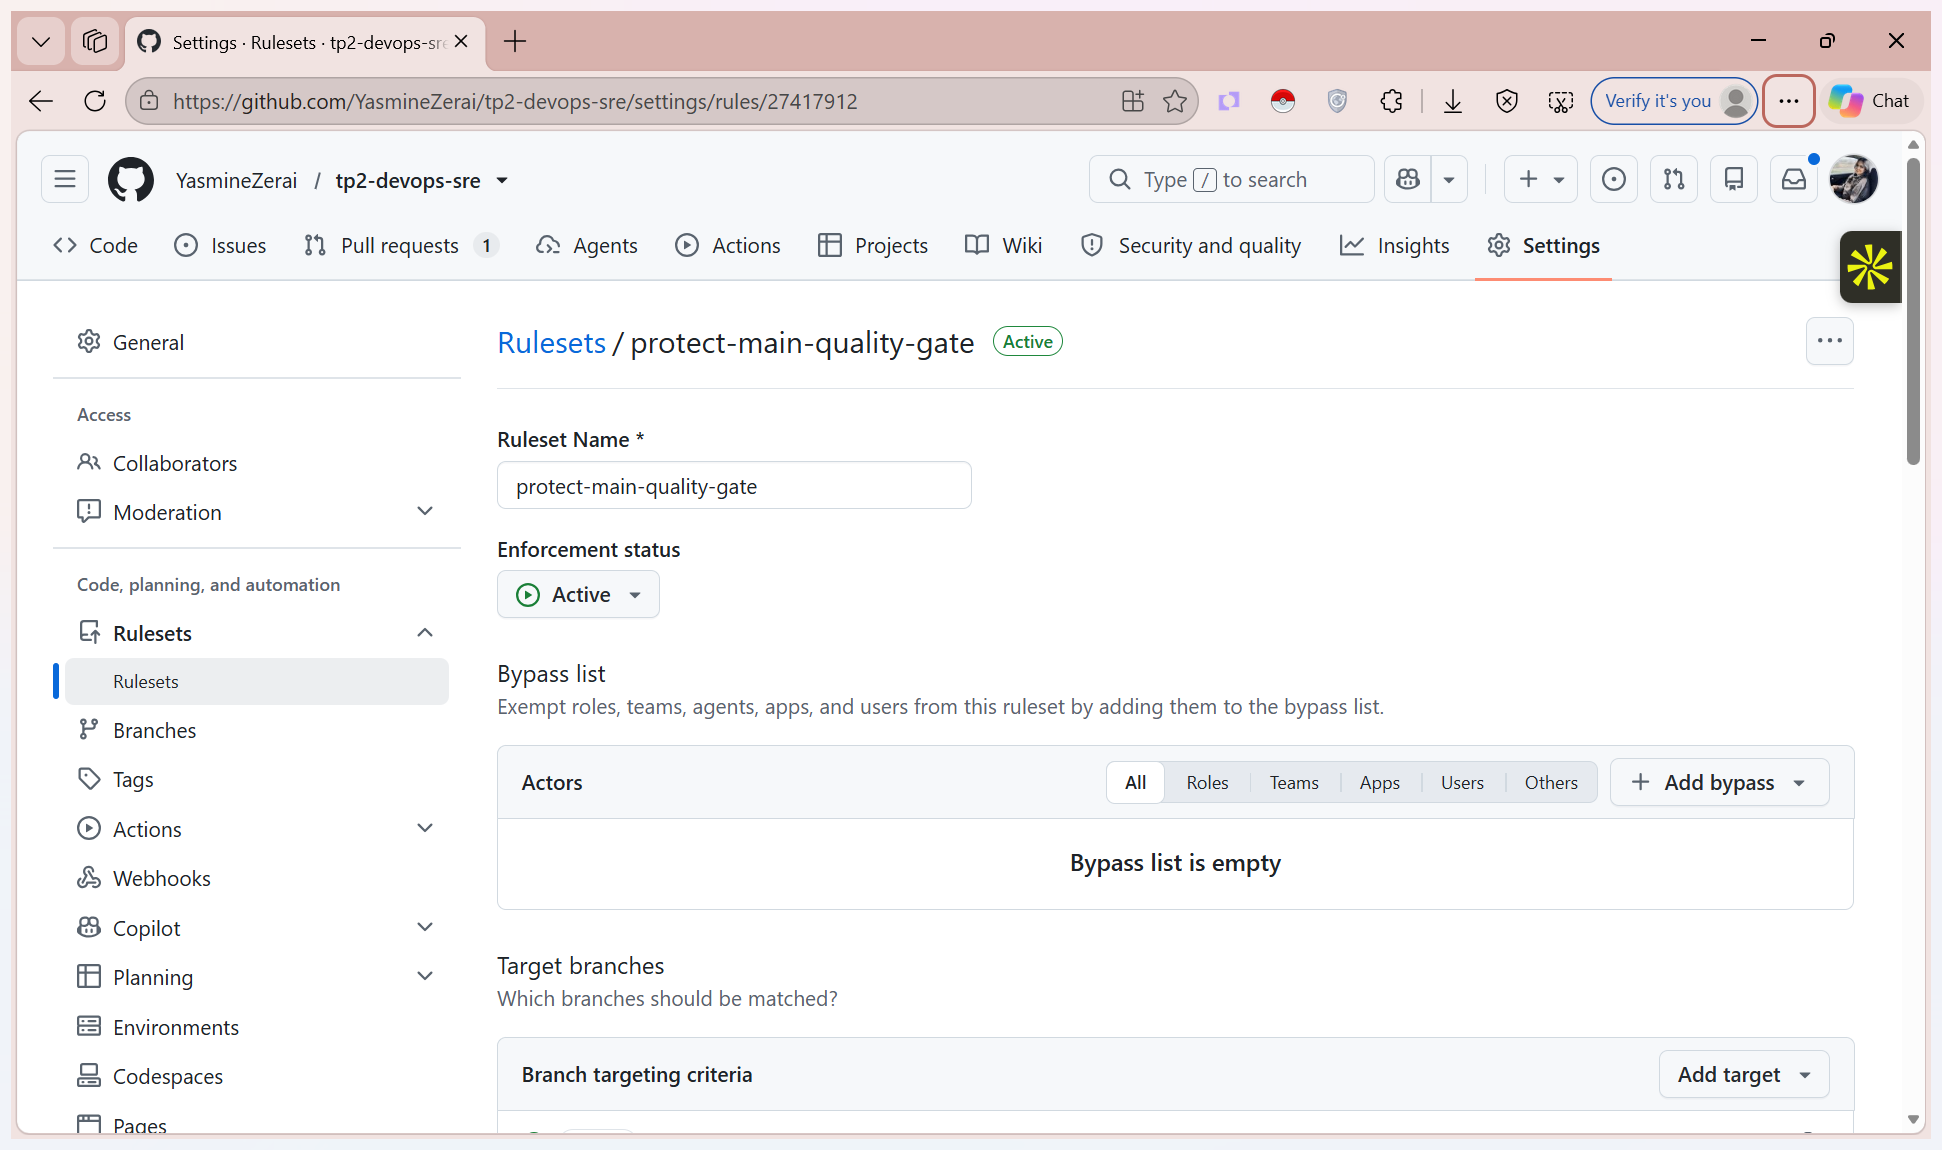 Settings · Rulesets · tp2-devops-sre
https://github.com/YasmineZerai/tp2-devops-sre/settings/rules/27417912
Verify it's you
Chat
YasmineZerai / tp2-devops-sre
Type / to search
Code
Issues
Pull requests 1
Agents
Actions
Projects
Wiki
Security and quality
Insights
Settings
General
Access
Collaborators
Moderation
Code, planning, and automation
Rulesets
Rulesets
Branches
Tags
Actions
Webhooks
Copilot
Planning
Environments
Codespaces
Pages
Rulesets / protect-main-quality-gate Active
Ruleset Name *
protect-main-quality-gate
Enforcement status
Active
Bypass list
Exempt roles, teams, agents, apps, and users from this ruleset by adding them to the bypass list.
Actors
All Roles Teams Apps Users Others
Add bypass
Bypass list is empty
Target branches
Which branches should be matched?
Branch targeting criteria
Add target